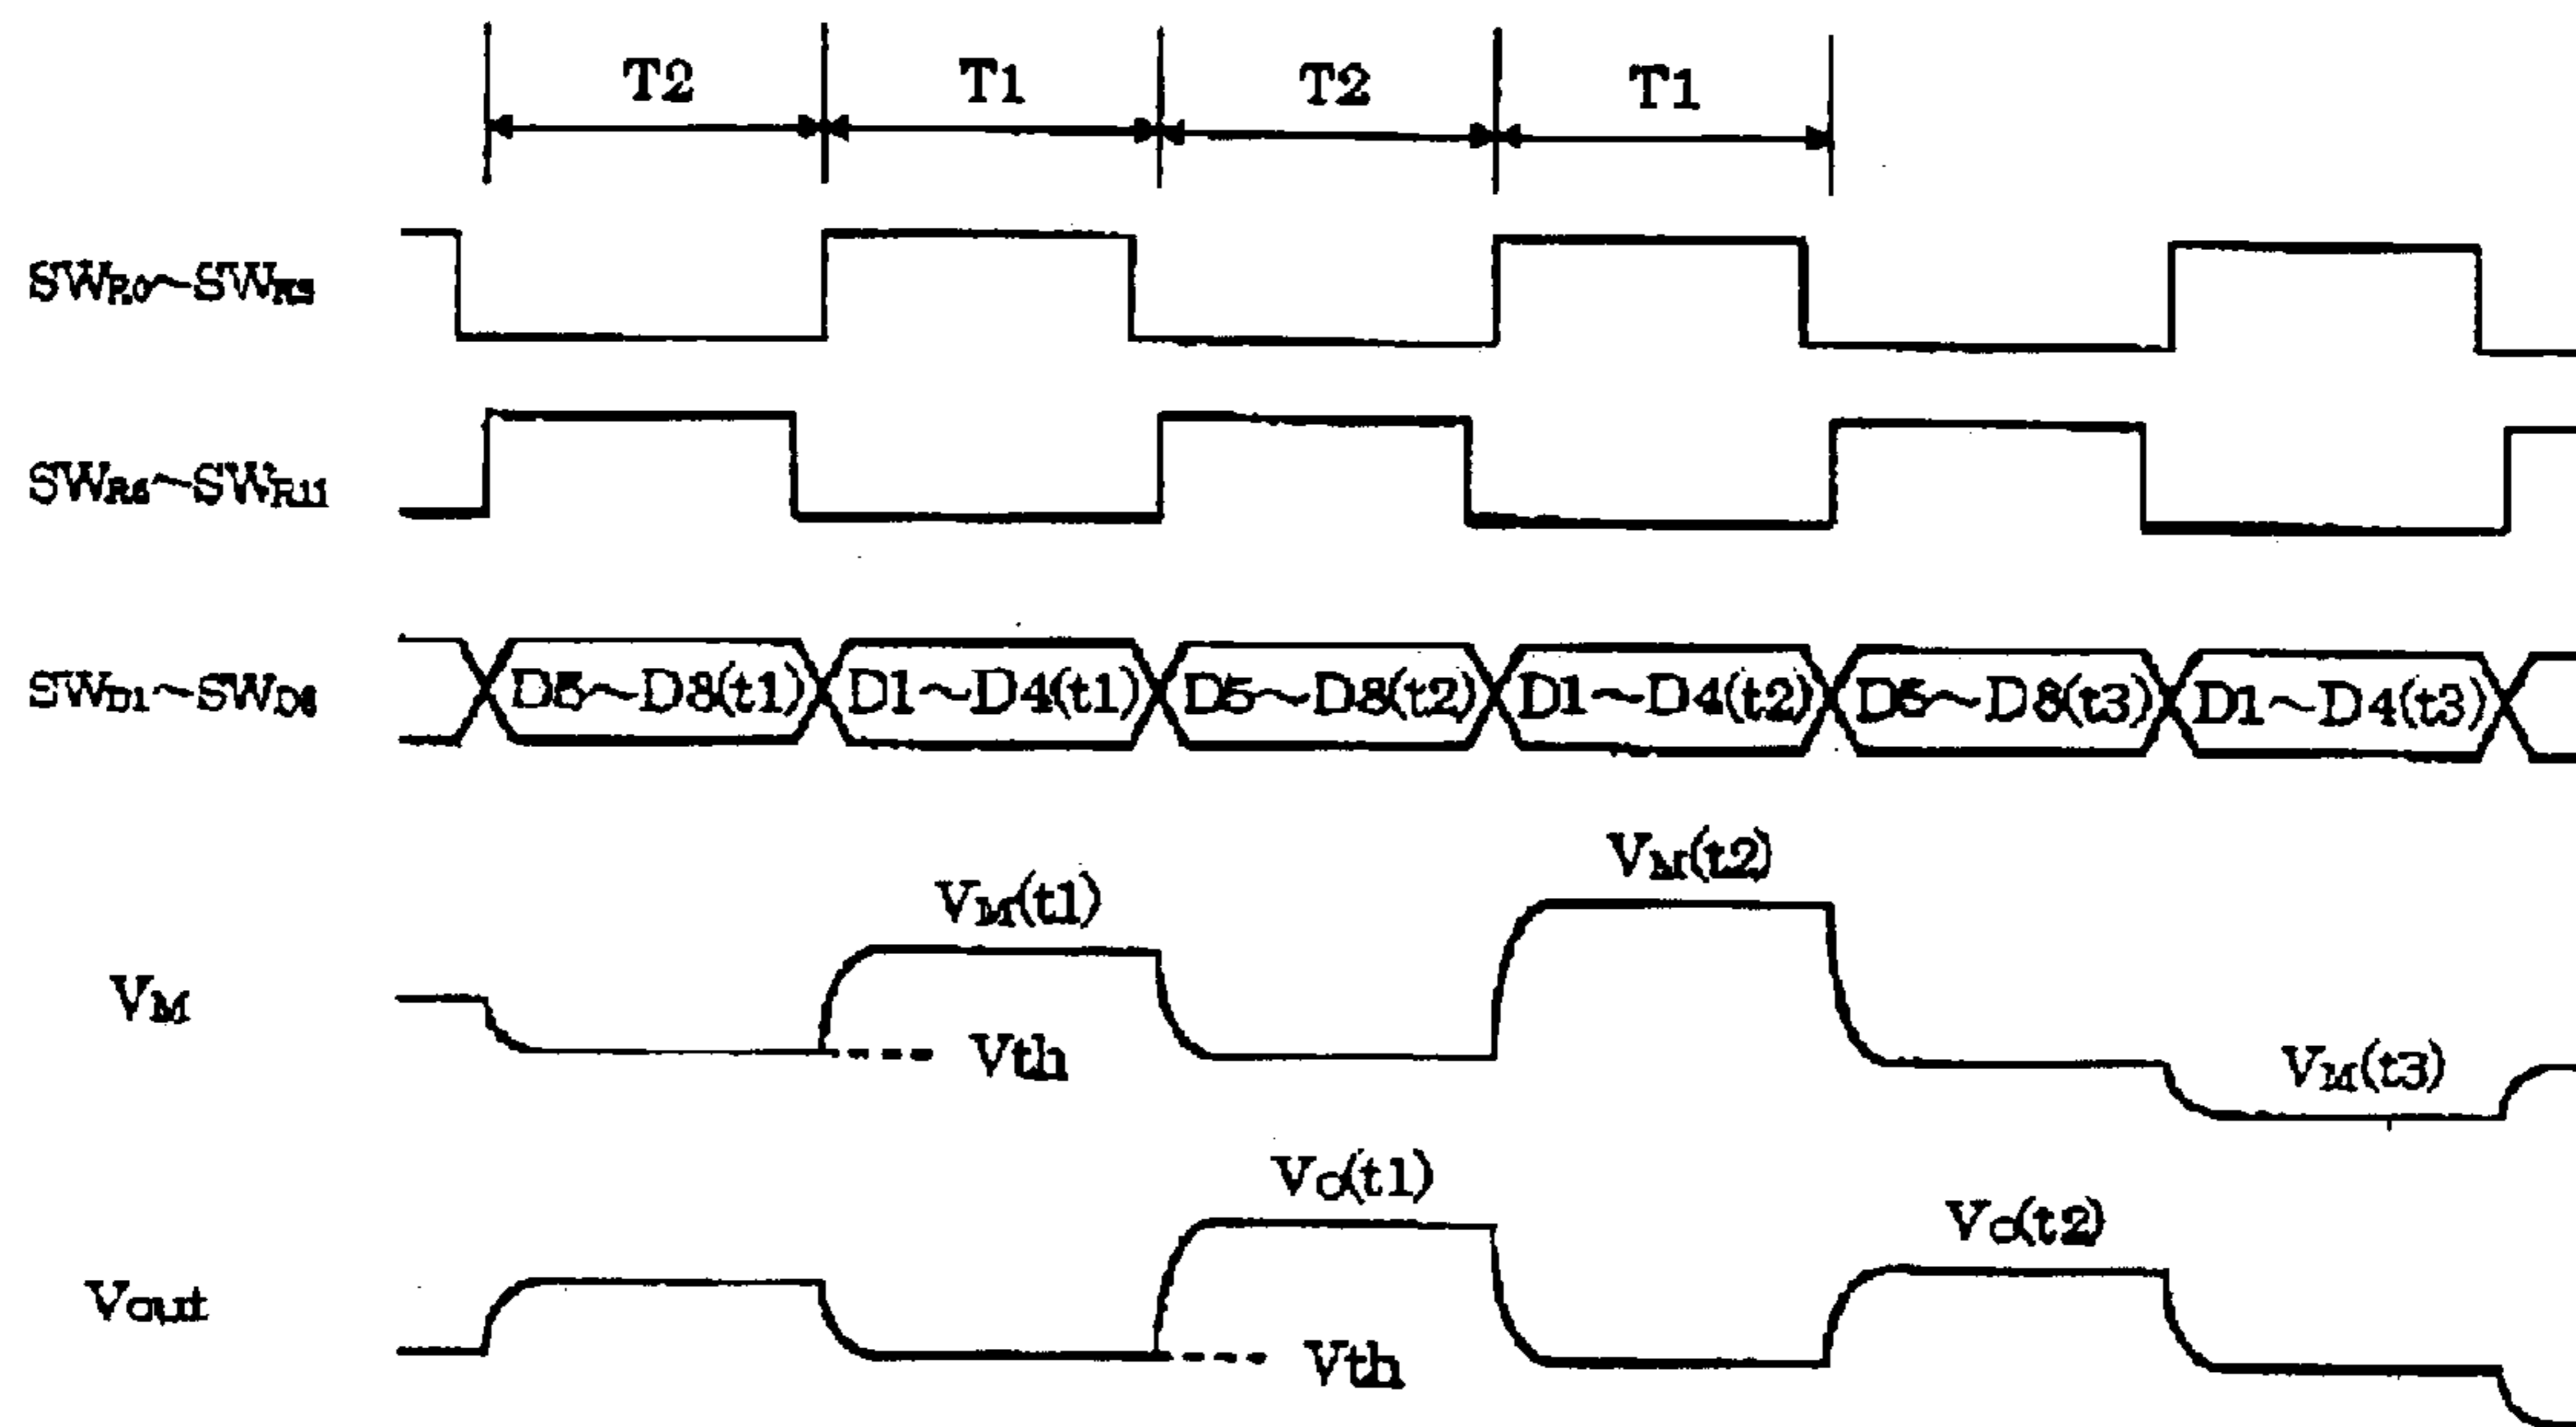 T2 T1 T2 T1
SWR0~SWR5
SWR6~SWR11
SWD1~SWD6 D5~D8(t1) D1~D4(t1) D5~D8(t2) D1~D4(t2) D5~D8(t3) D1~D4(t3)
VM(t2)
VM(t1)
VM
Vth VM(t3)
VO(t1)
VO(t2)
Vout
Vth